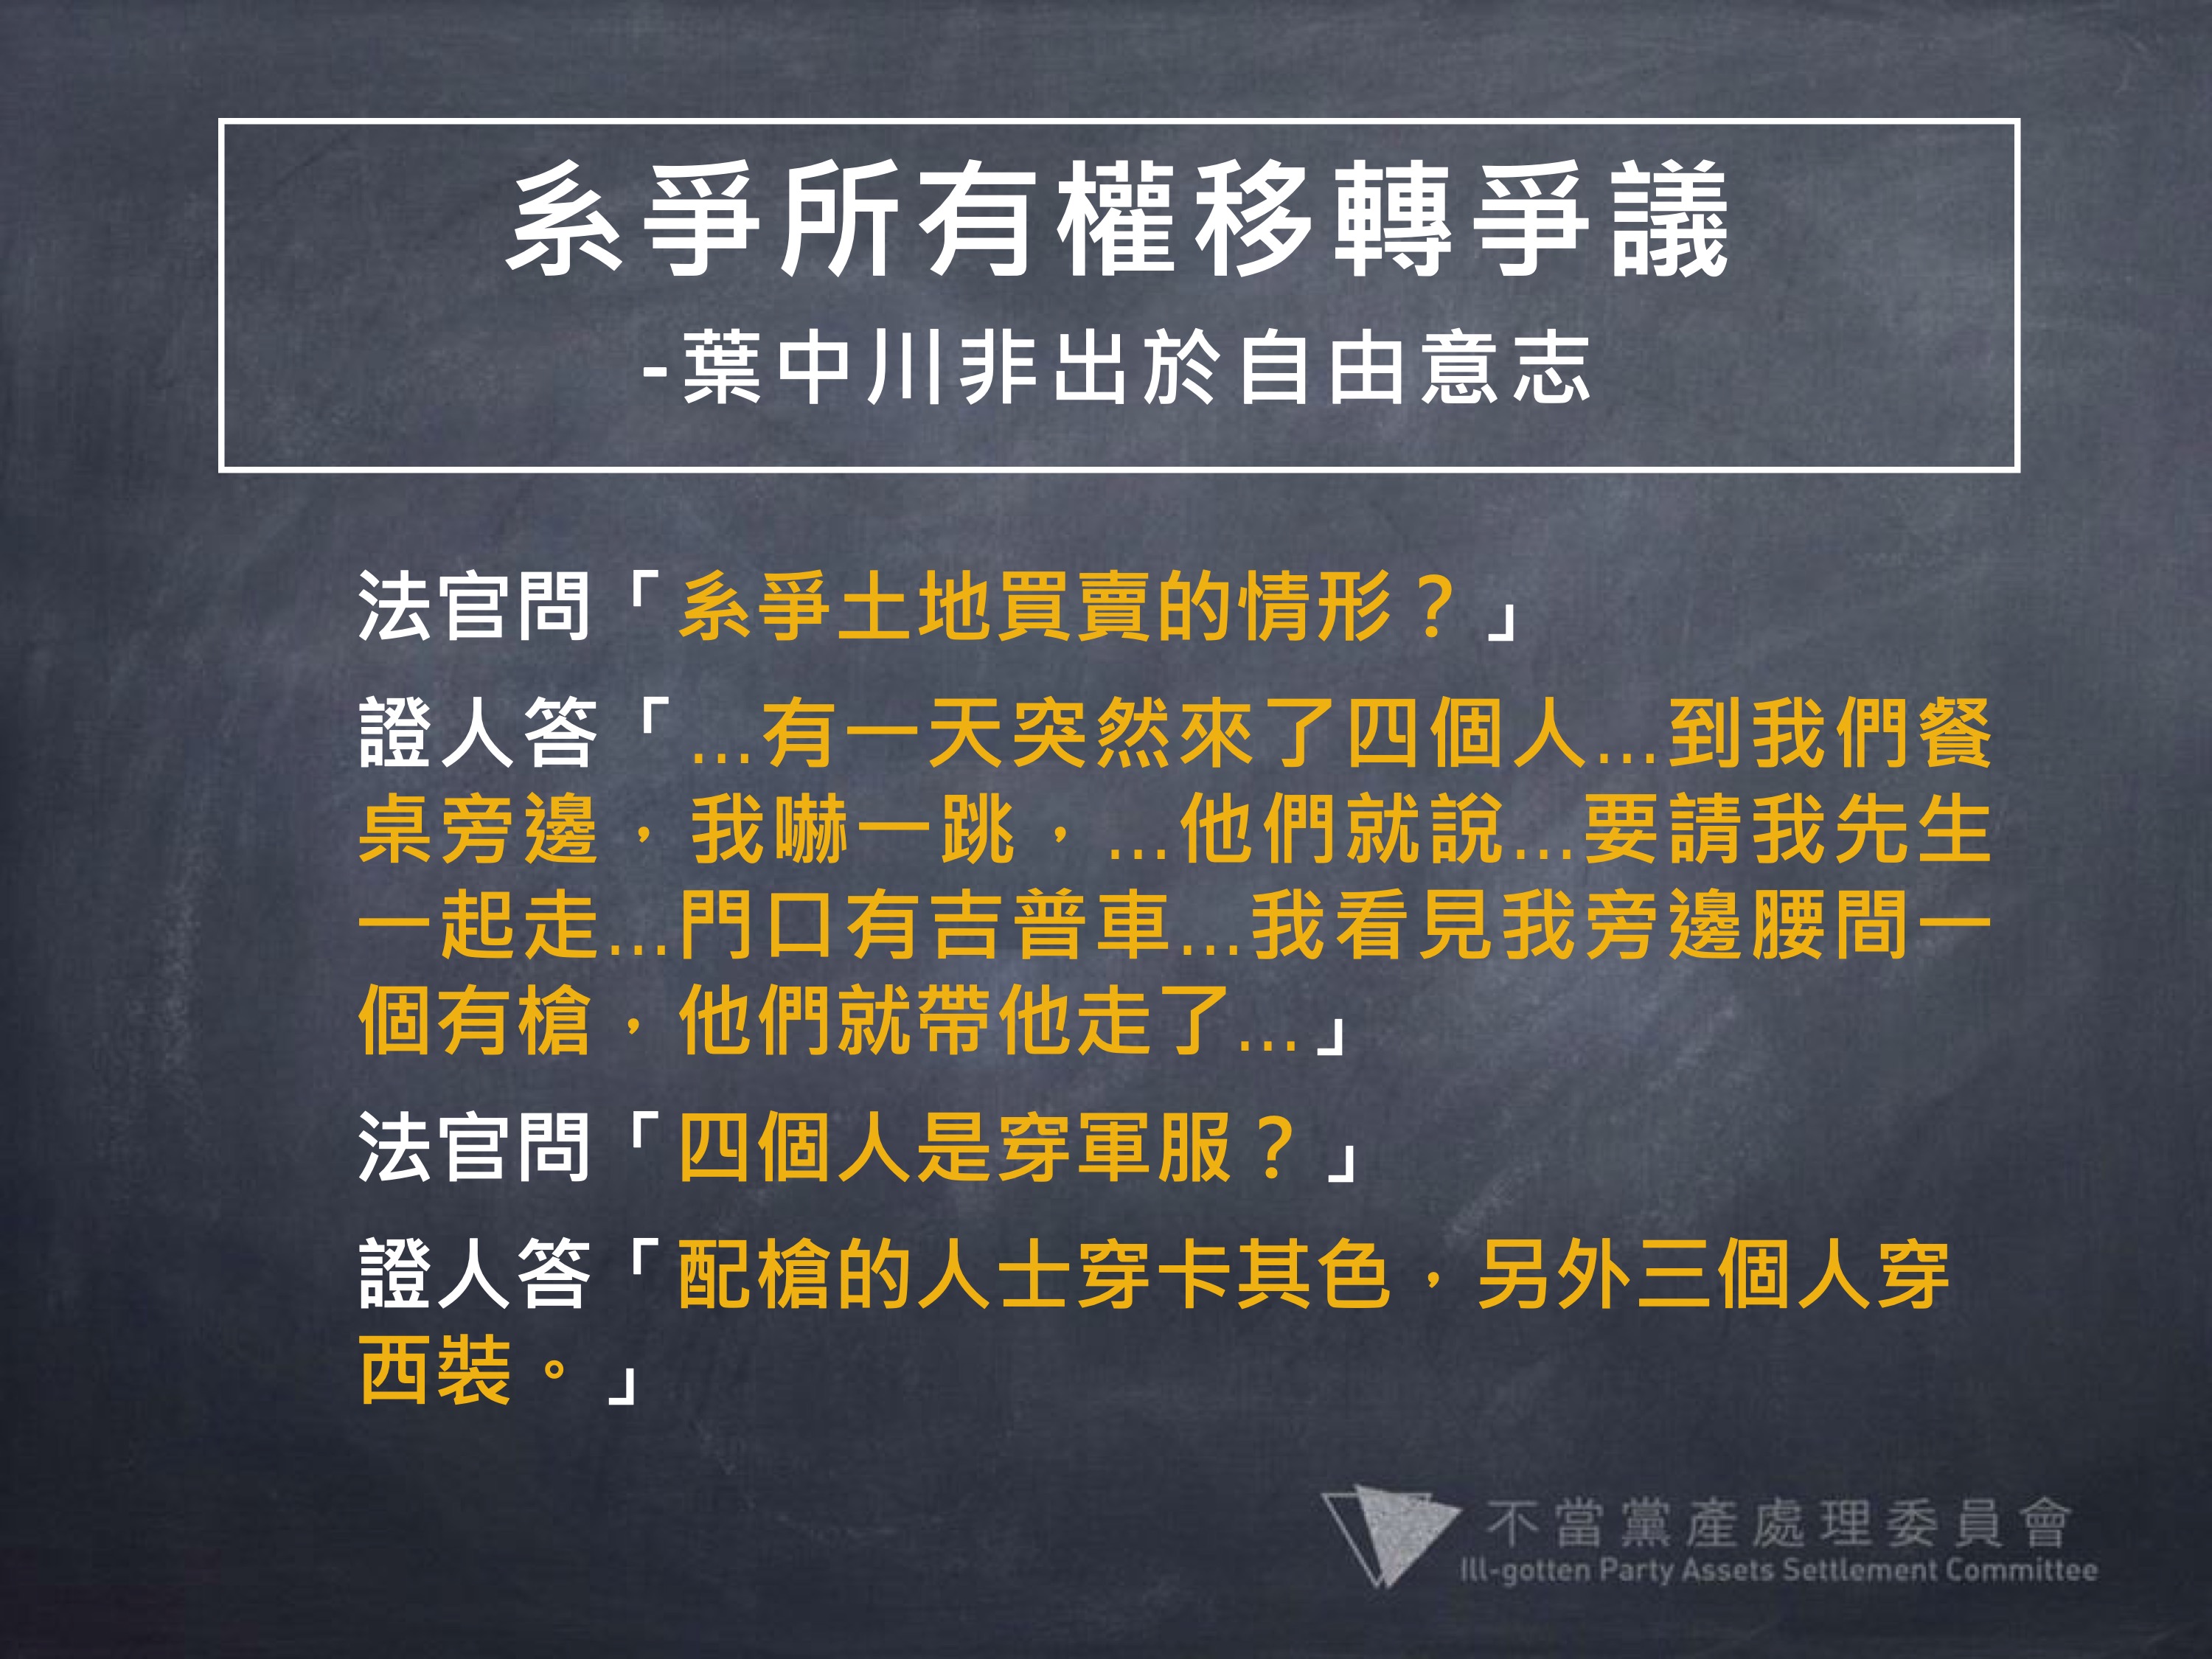 系爭所有權移轉爭議
-葉中川非出於自由意志
法官問「系爭土地買賣的情形？」
證人答「…有一天突然來了四個人…到我們餐
桌旁邊，我嚇一跳，…他們就說…要請我先生
一起走…門口有吉普車…我看見我旁邊腰間一
個有槍，他們就帶他走了…」
法官問「四個人是穿軍服？」
證人答「配槍的人士穿卡其色，另外三個人穿
西裝。」
不當黨產處理委員會
Ill-gotten Party Assets Settlement Committee